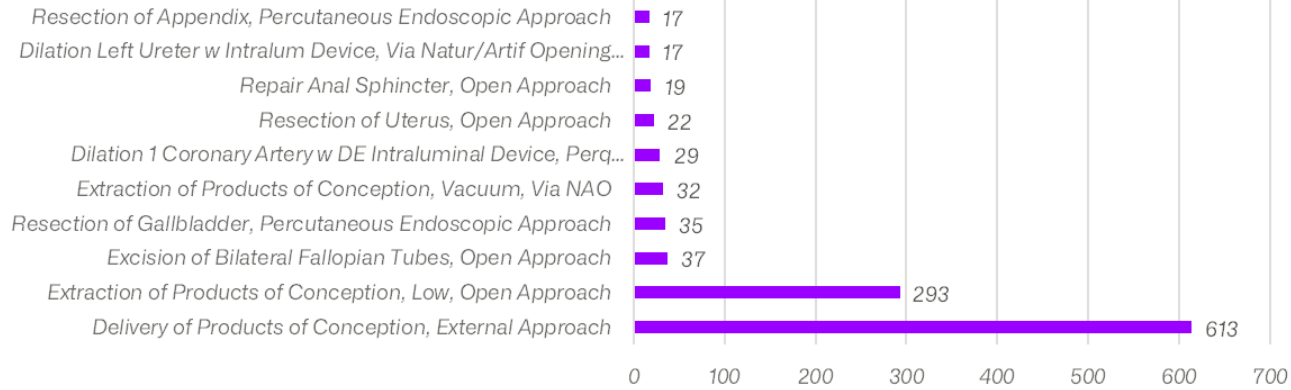 Resection of Appendix, Percutaneous Endoscopic Approach 17
Dilation Left Ureter w Intralum Device, Via Natur/Artif Opening... 17
Repair Anal Sphincter, Open Approach 19
Resection of Uterus, Open Approach 22
Dilation 1 Coronary Artery w DE Intraluminal Device, Perq... 29
Extraction of Products of Conception, Vacuum, Via NAO 32
Resection of Gallbladder, Percutaneous Endoscopic Approach 35
Excision of Bilateral Fallopian Tubes, Open Approach 37
Extraction of Products of Conception, Low, Open Approach 293
Delivery of Products of Conception, External Approach 613
0 100 200 300 400 500 600 700